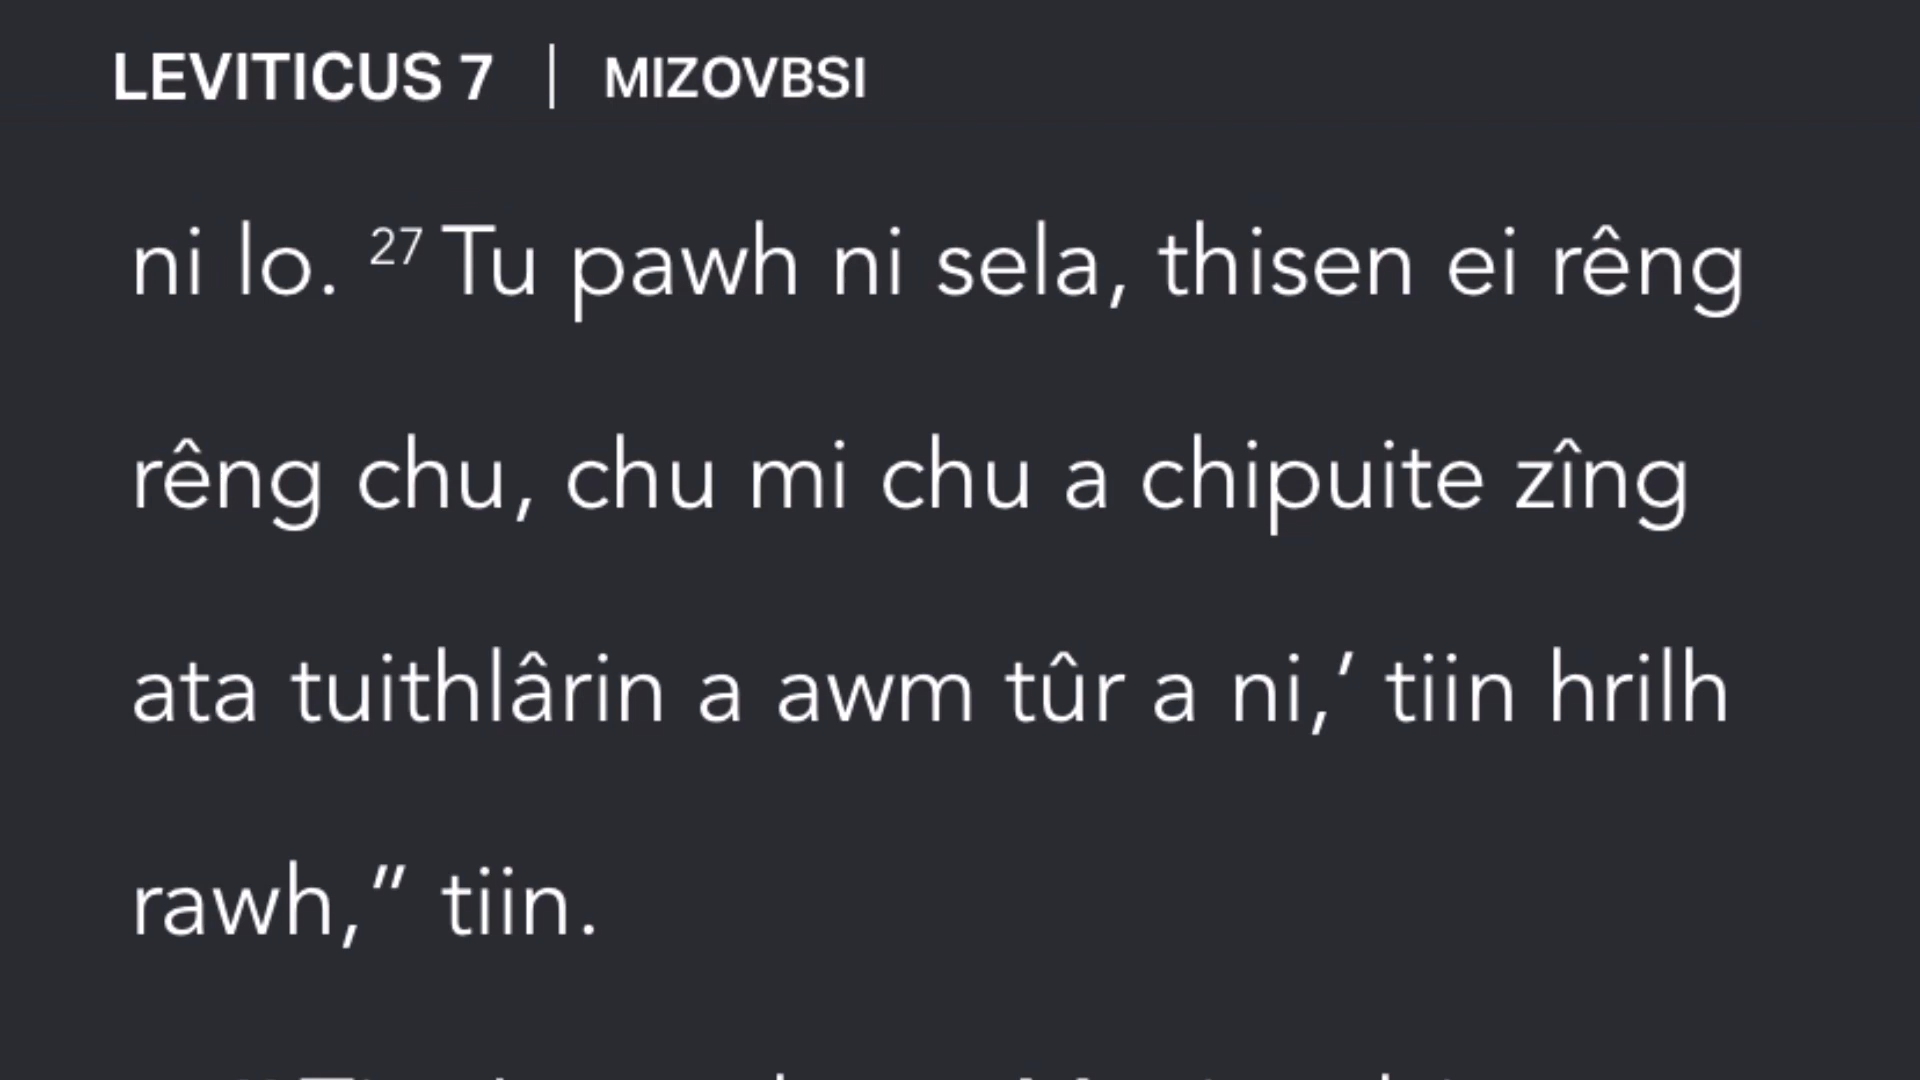 LEVITICUS 7 | MIZOVBSI
ni lo. 27 Tu pawh ni sela, thisen ei rêng
rêng chu, chu mi chu a chipuite zîng
ata tuithlârin a awm tûr a ni,’ tiin hrilh
rawh,” tiin.